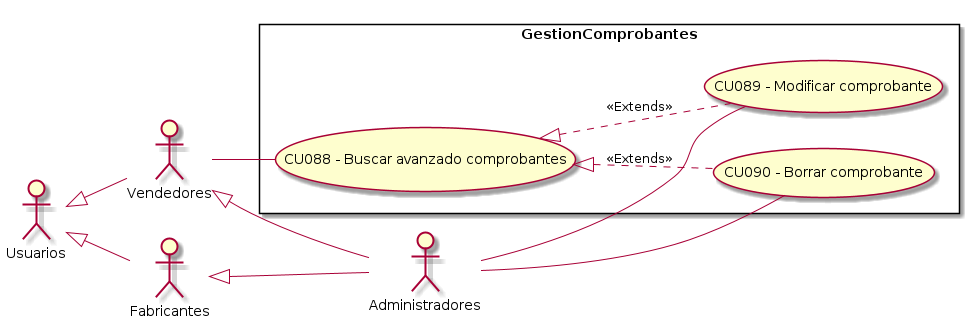 GestionComprobantes
CU089 - Modificar comprobante
«Extends»
CU088 - Buscar avanzado comprobantes
«Extends»
CU090 - Borrar comprobante
Vendedores
Usuarios
Fabricantes
Administradores